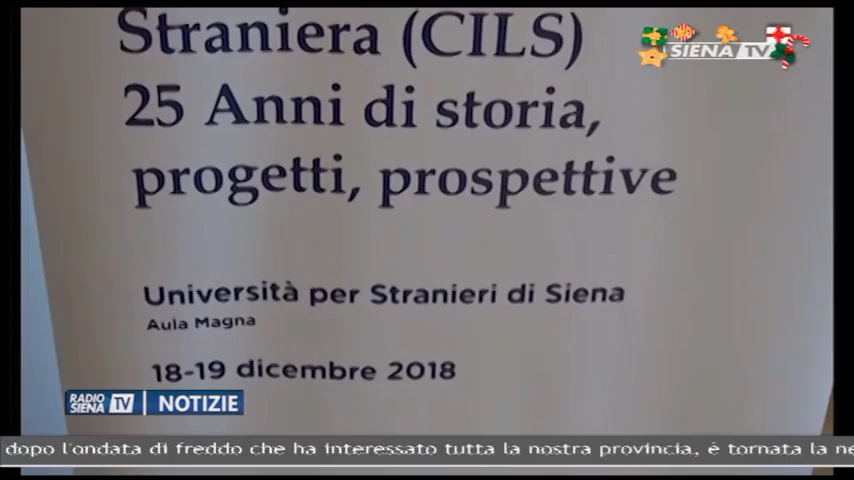 Straniera (CILS)
25 Anni di storia,
progetti, prospettive
Università per Stranieri di Siena
Aula Magna
18-19 dicembre 2018
SIENA TV
RADIO SIENA TV NOTIZIE
dopo l'ondata di freddo che ha interessato tutta la nostra provincia, è tornata la ne